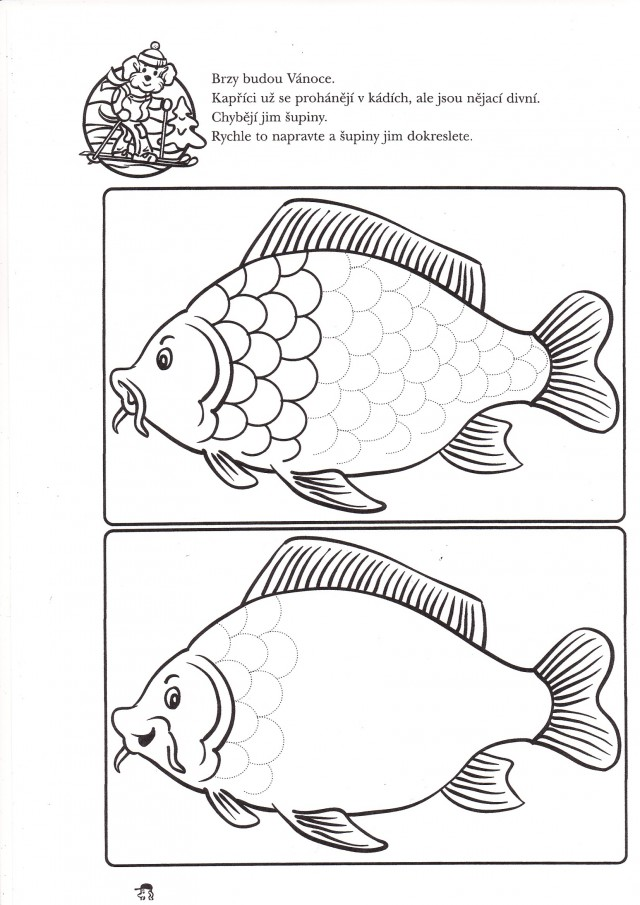 Brzy budou Vánoce.
Kapříci už se prohánějí v kádích, ale jsou nějací divní.
Chybějí jim šupiny.
Rychle to napravte a šupiny jim dokreslete.